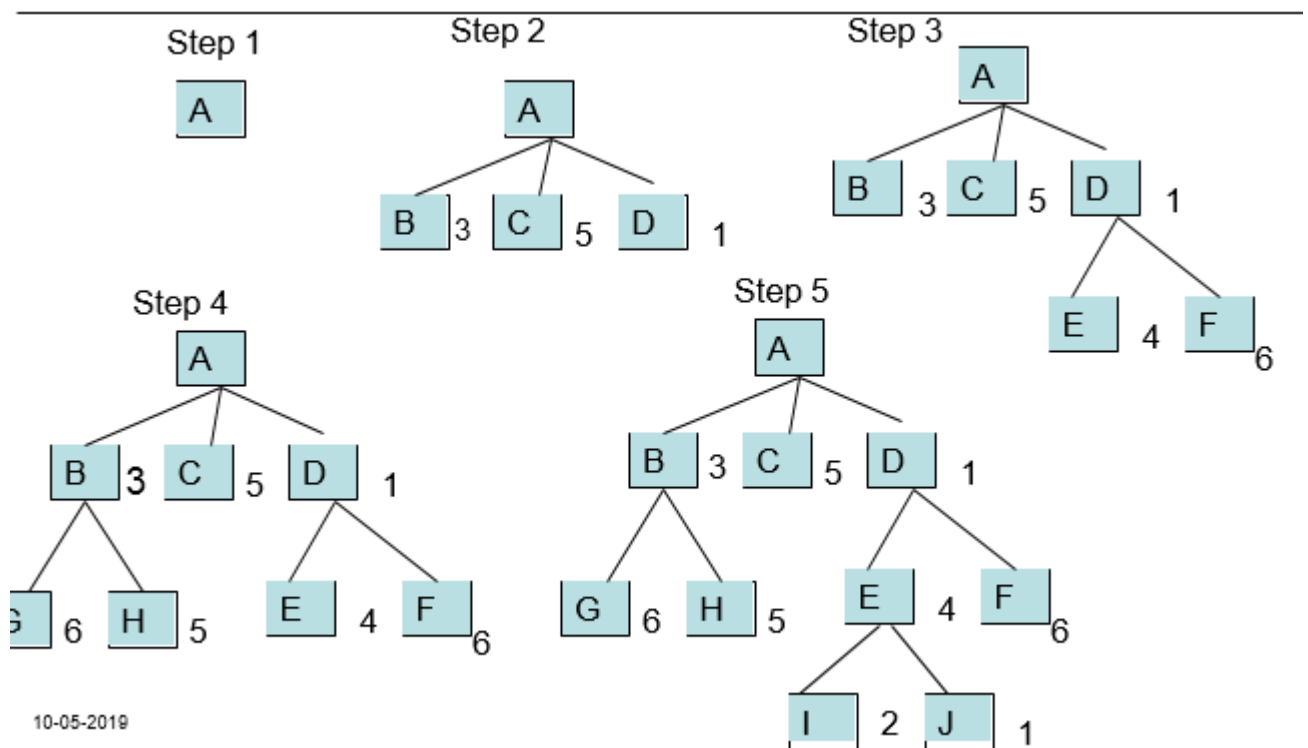 Step 1
A
Step 2
A
B 3 C 5 D 1
Step 3
A
B 3 C 5 D 1
E 4 F 6
Step 4
A
B 3 C 5 D 1
G 6 H 5 E 4 F 6
Step 5
A
B 3 C 5 D 1
G 6 H 5 E 4 F 6
I 2 J 1
10-05-2019